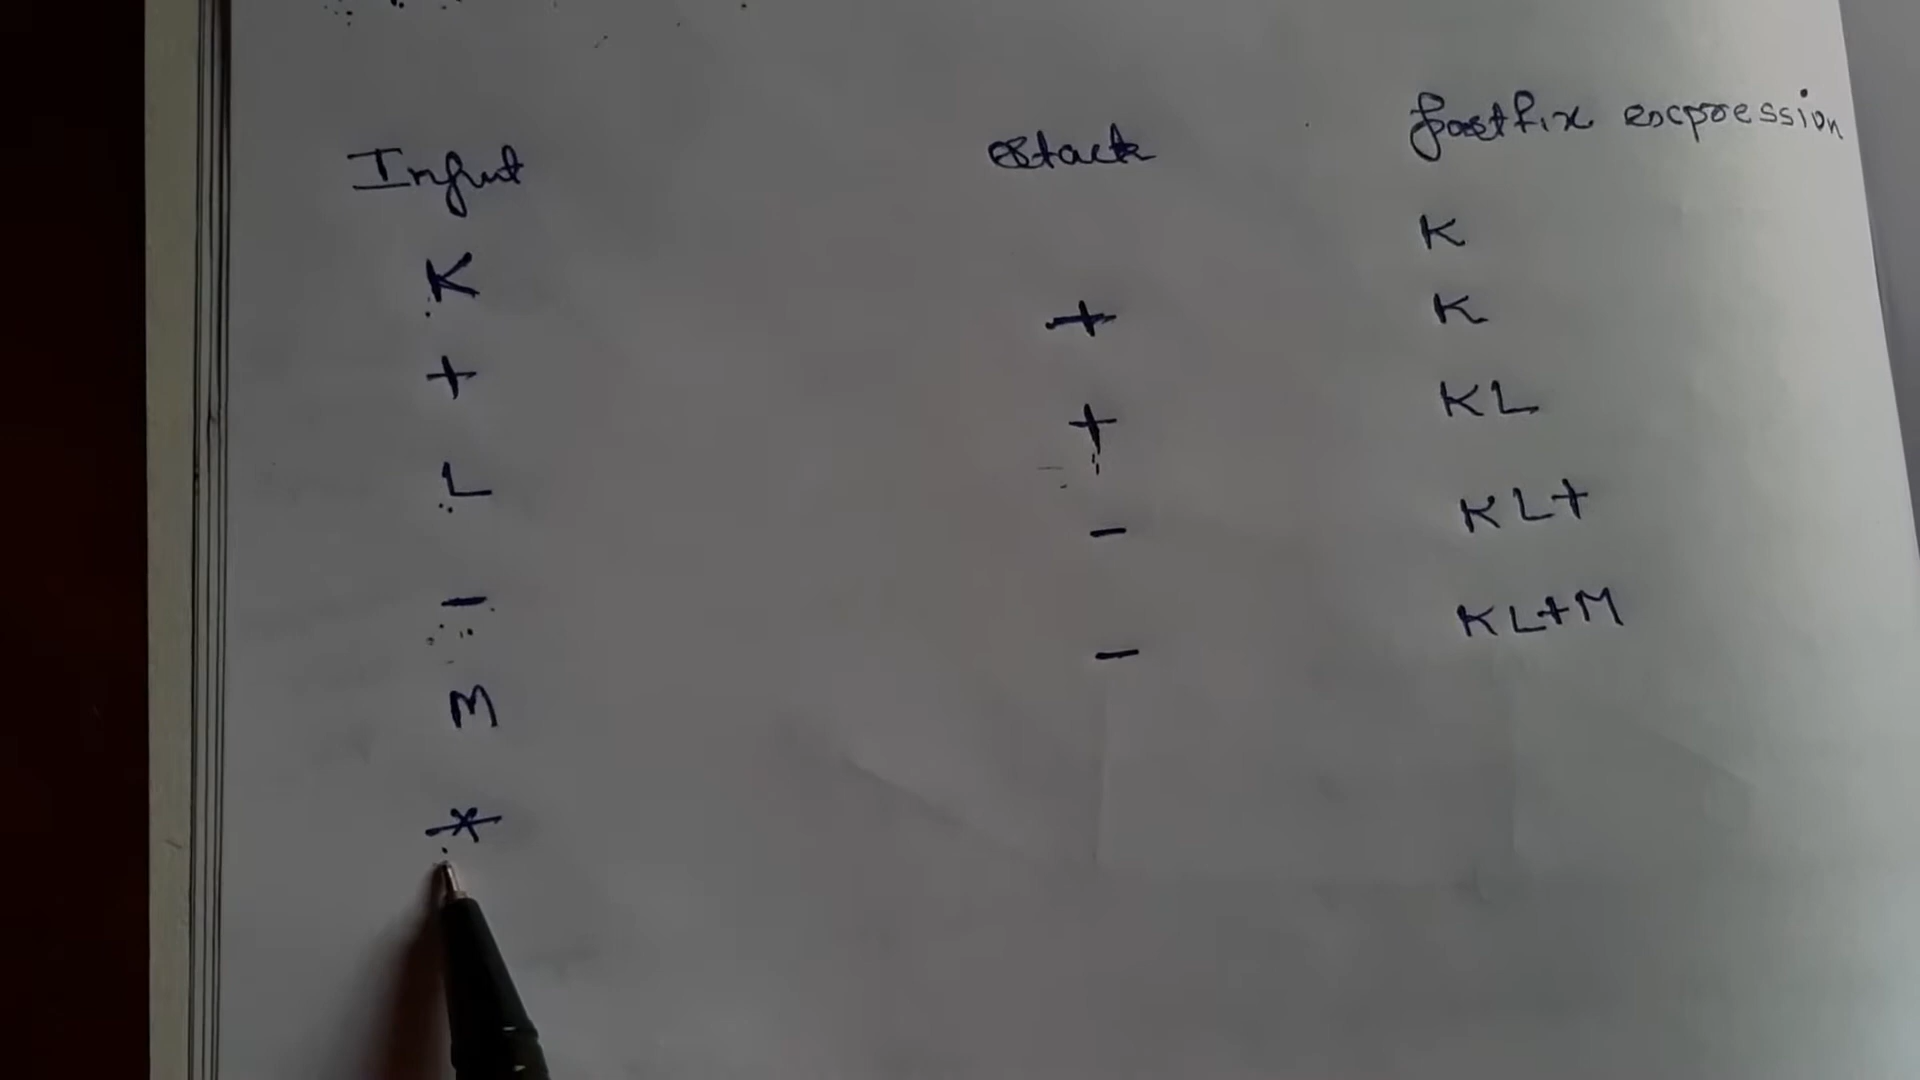 Input stack postfix expression
K K
+ + K
L + KL
- - KL+
M - KL+M
*